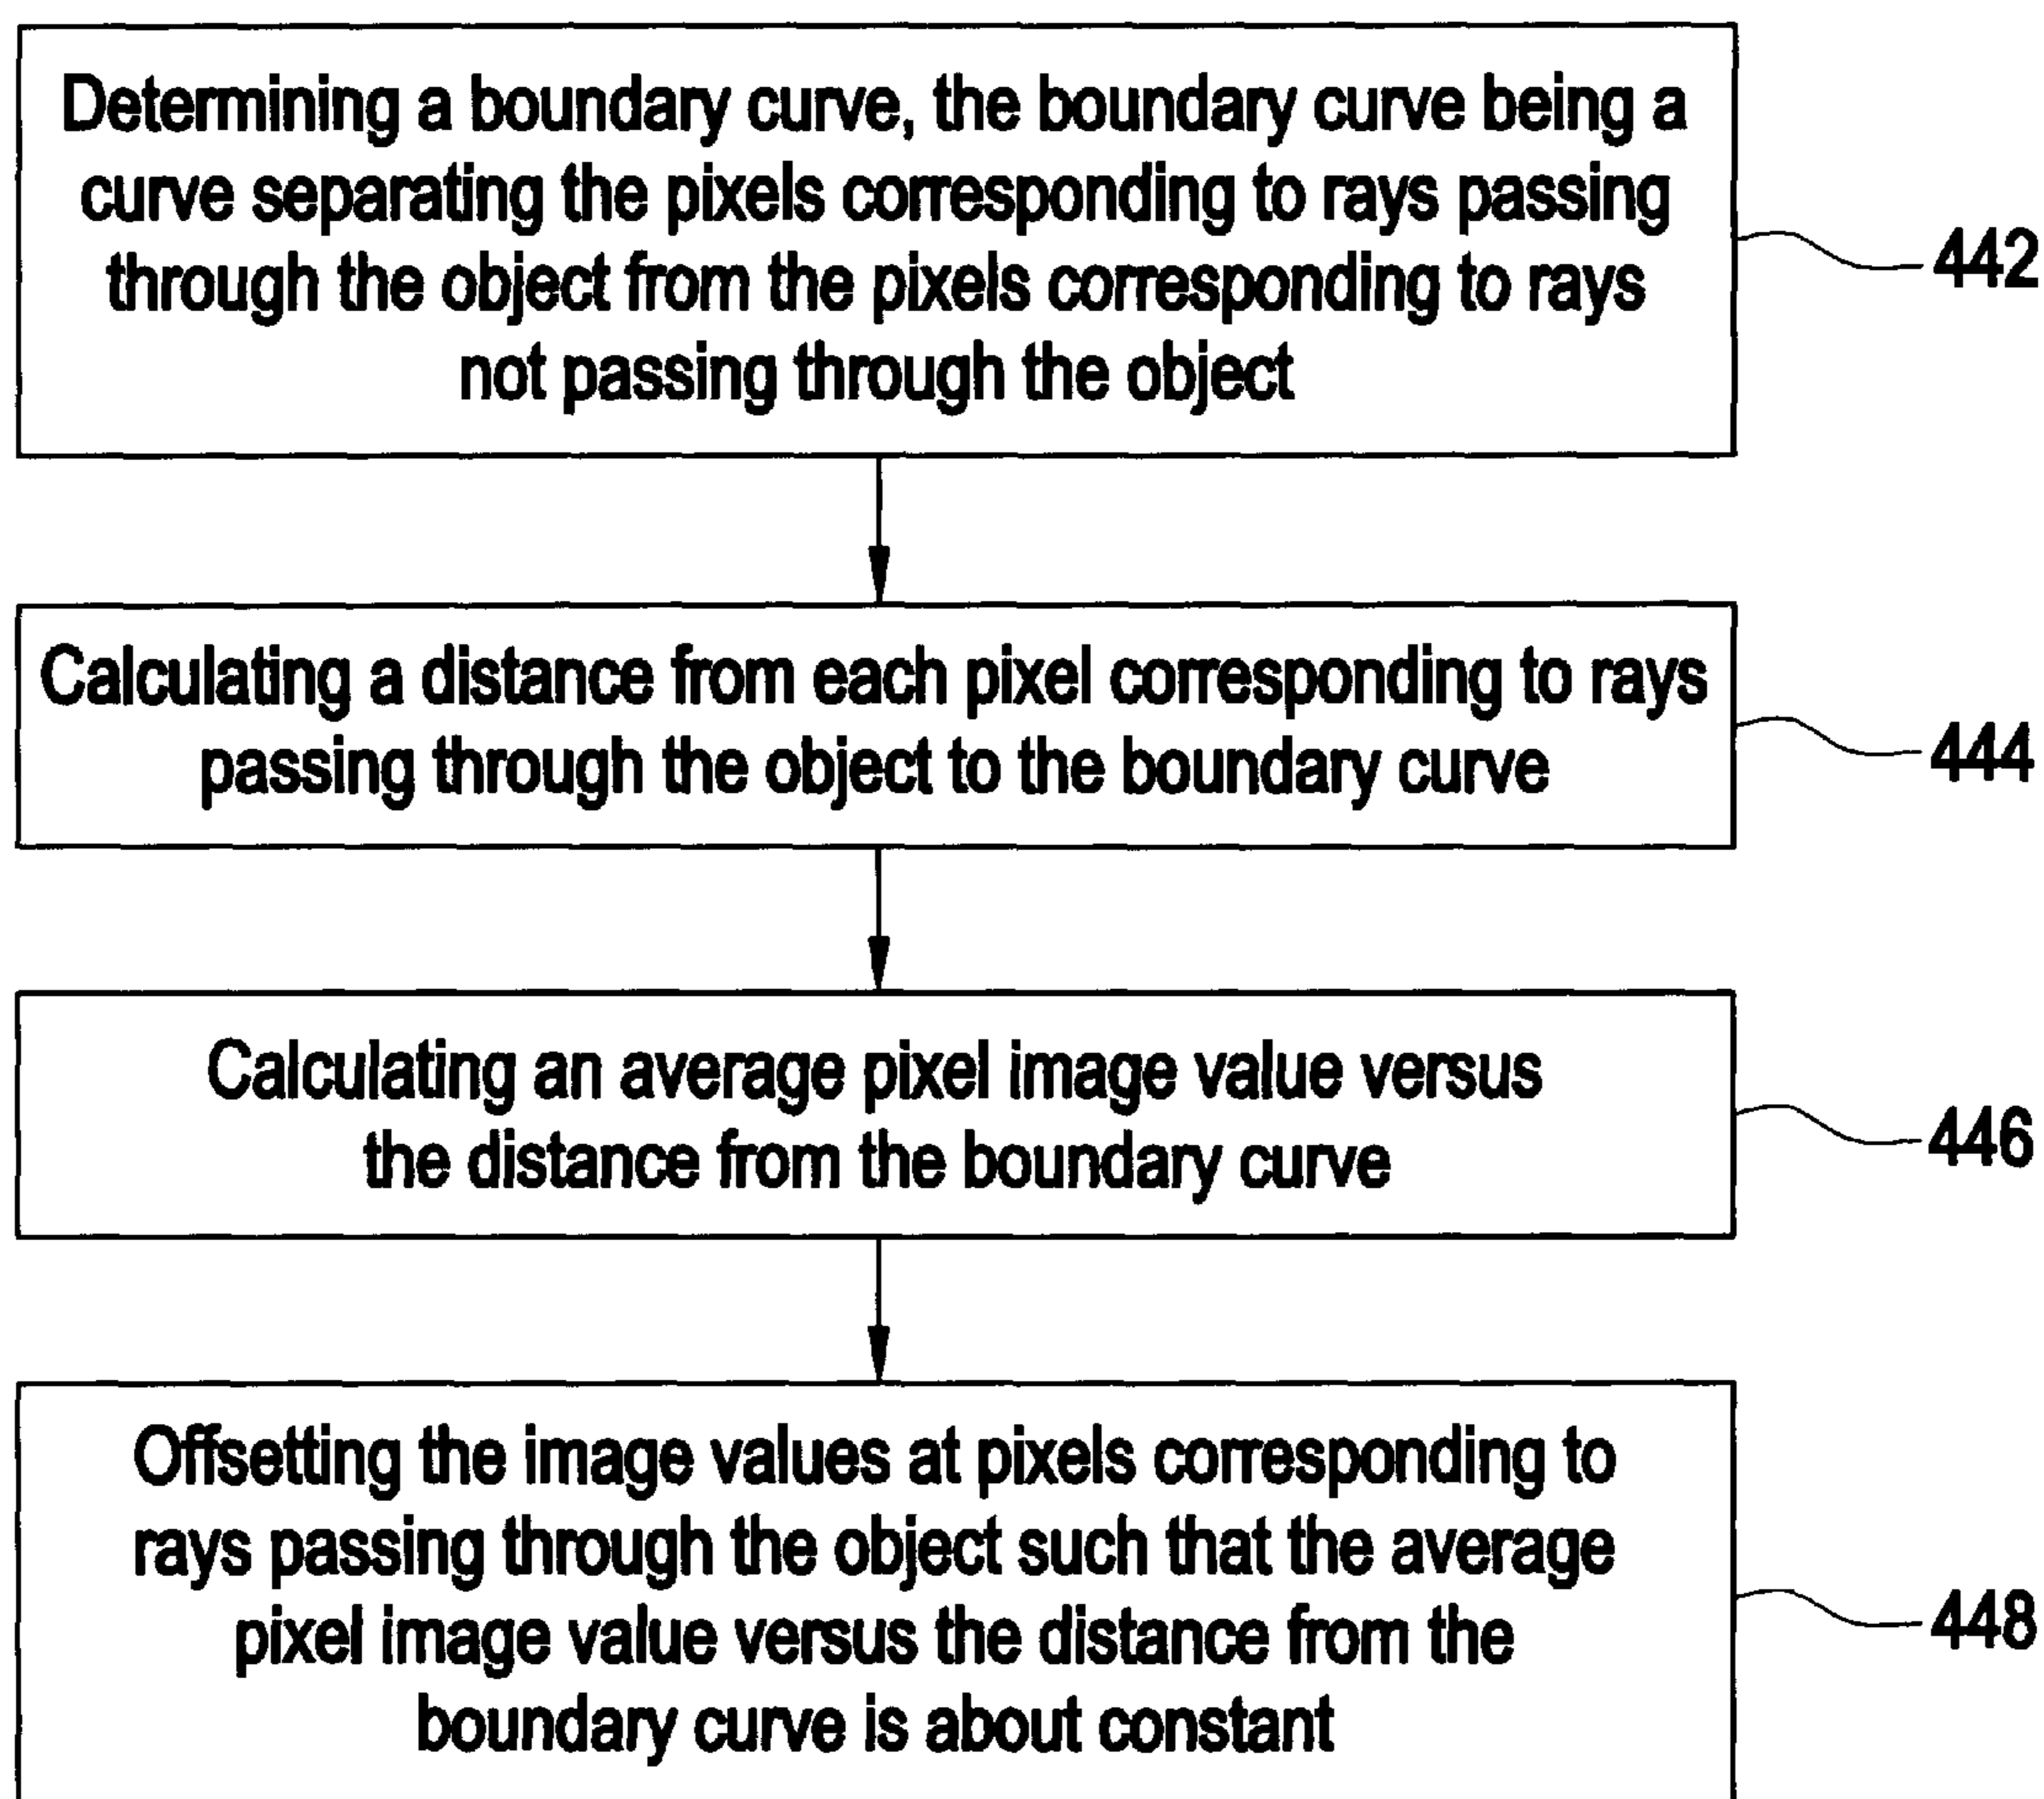 Determining a boundary curve, the boundary curve being a
curve separating the pixels corresponding to rays passing
through the object from the pixels corresponding to rays
not passing through the object
442
Calculating a distance from each pixel corresponding to rays
passing through the object to the boundary curve
444
Calculating an average pixel image value versus
the distance from the boundary curve
446
Offsetting the image values at pixels corresponding to
rays passing through the object such that the average
pixel image value versus the distance from the
boundary curve is about constant
448